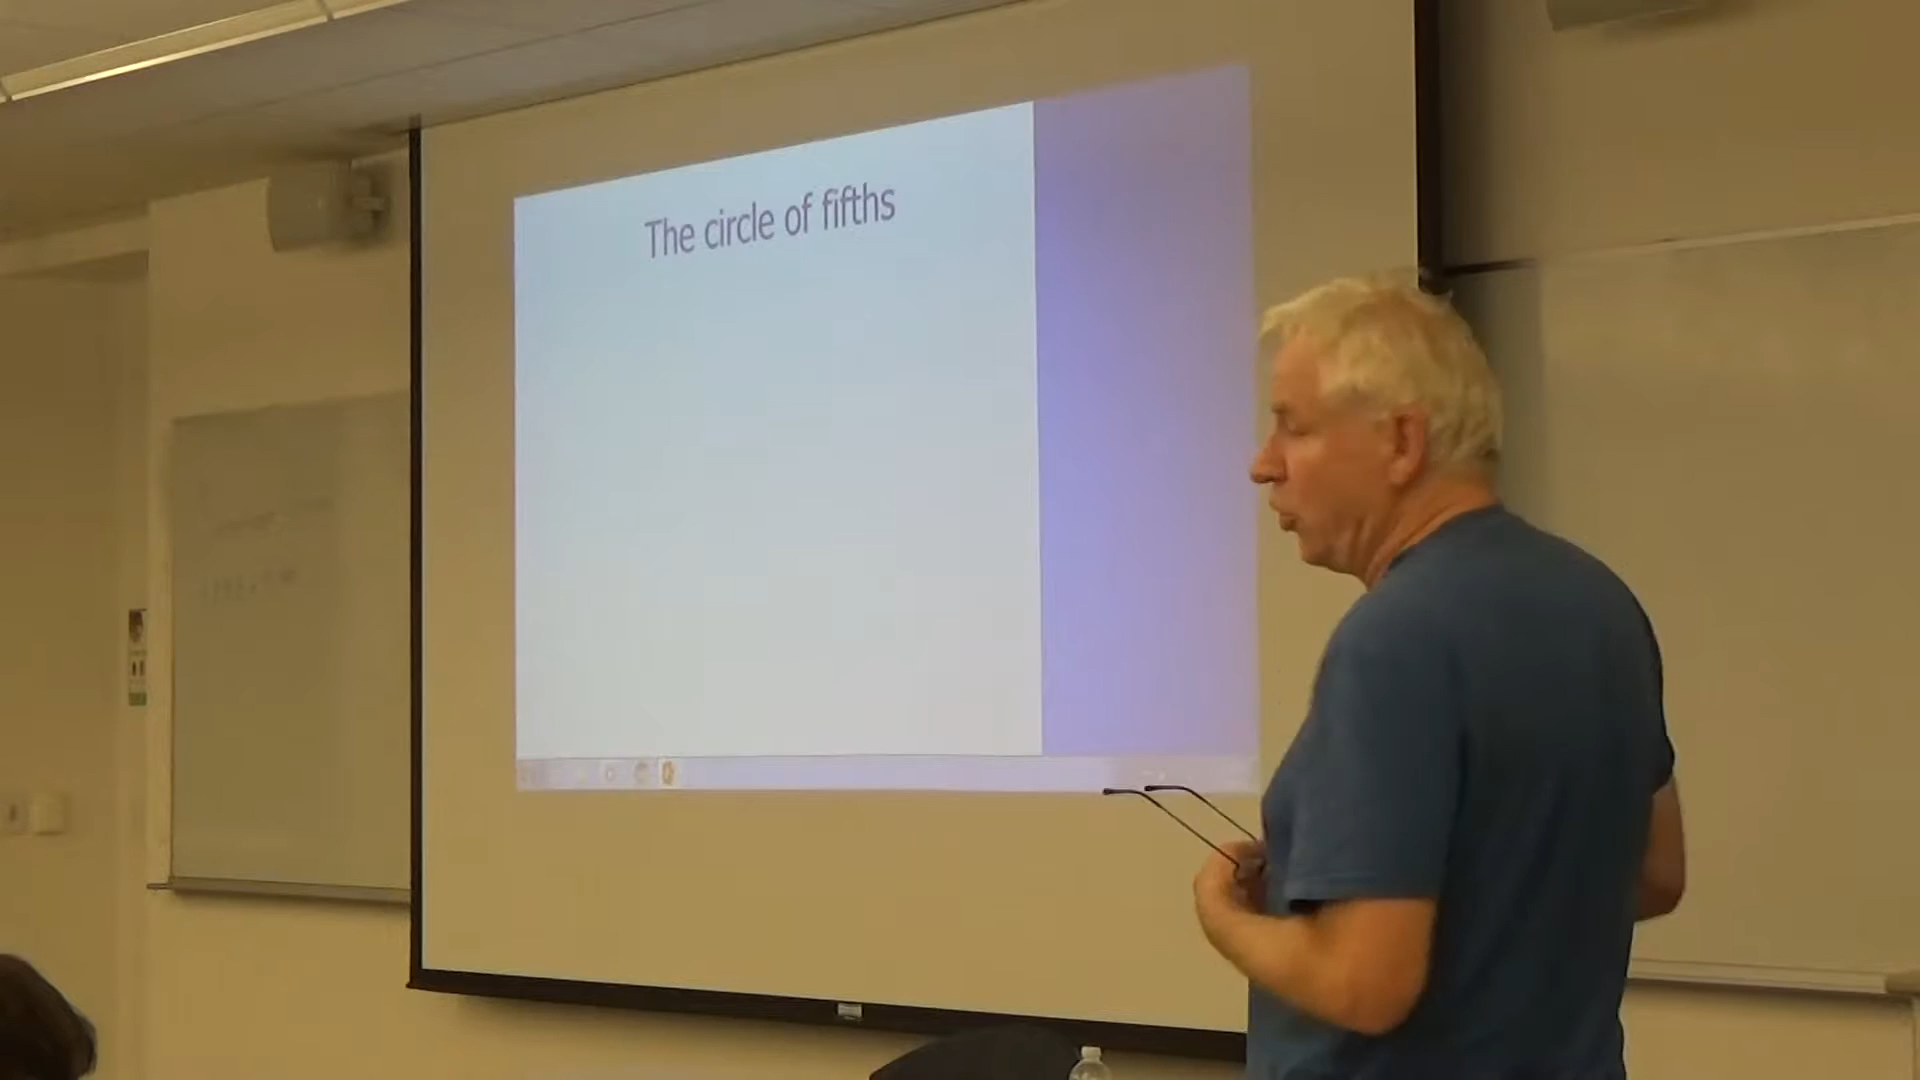 The circle of fifths